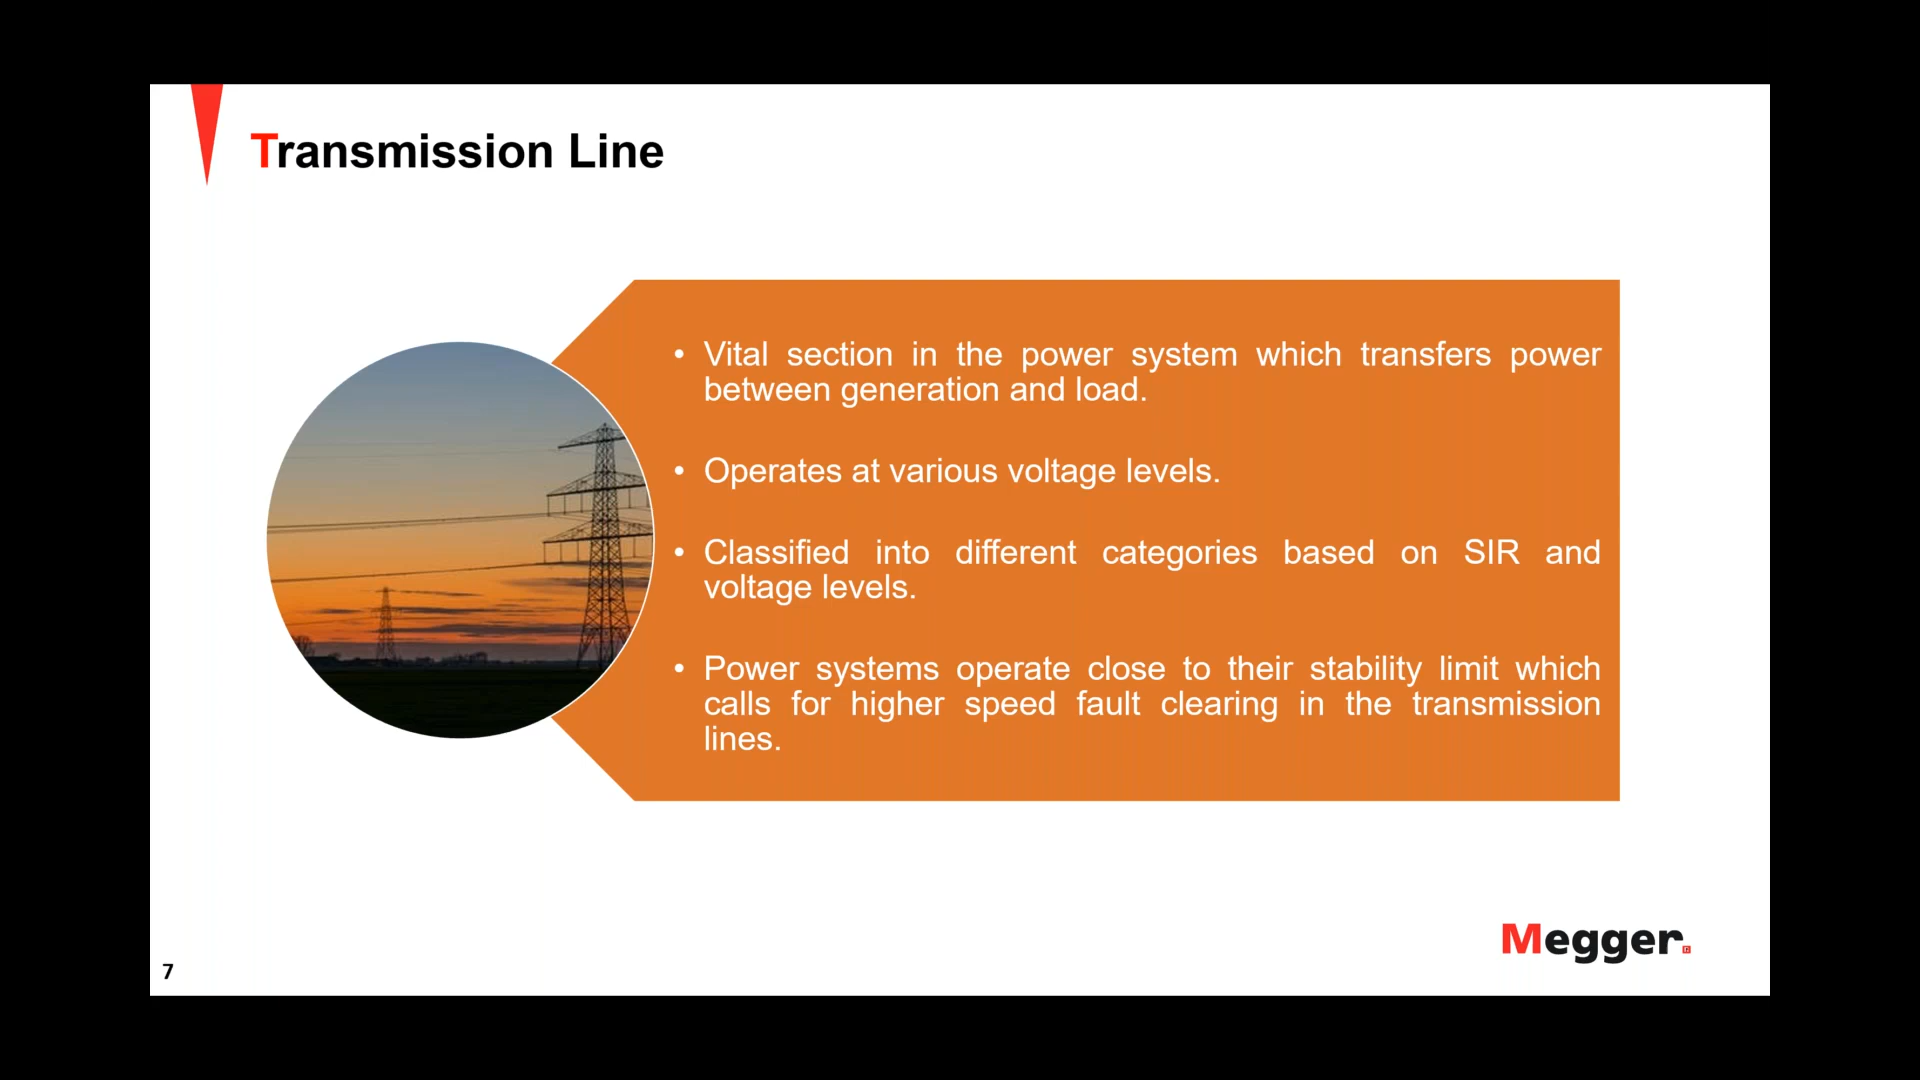 Transmission Line
• Vital section in the power system which transfers power
between generation and load.
• Operates at various voltage levels.
• Classified into different categories based on SIR and
voltage levels.
• Power systems operate close to their stability limit which
calls for higher speed fault clearing in the transmission
lines.
Megger.
7